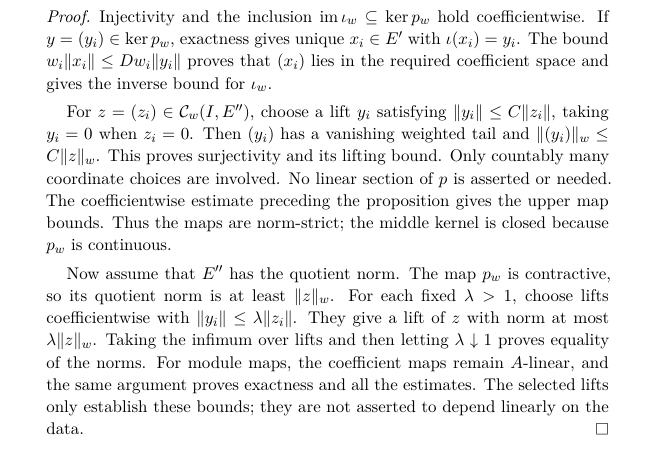 Proof. Injectivity and the inclusion im ι_w ⊆ ker p_w hold coefficientwise. If
y = (y_i) ∈ ker p_w, exactness gives unique x_i ∈ E′ with ι(x_i) = y_i. The bound
w_i‖x_i‖ ≤ Dw_i‖y_i‖ proves that (x_i) lies in the required coefficient space and
gives the inverse bound for ι_w.
For z = (z_i) ∈ 𝒞_w(I, E″), choose a lift y_i satisfying ‖y_i‖ ≤ C‖z_i‖, taking
y_i = 0 when z_i = 0. Then (y_i) has a vanishing weighted tail and ‖(y_i)‖_w ≤
C‖z‖_w. This proves surjectivity and its lifting bound. Only countably many
coordinate choices are involved. No linear section of p is asserted or needed.
The coefficientwise estimate preceding the proposition gives the upper map
bounds. Thus the maps are norm-strict; the middle kernel is closed because
p_w is continuous.
Now assume that E″ has the quotient norm. The map p_w is contractive,
so its quotient norm is at least ‖z‖_w. For each fixed λ > 1, choose lifts
coefficientwise with ‖y_i‖ ≤ λ‖z_i‖. They give a lift of z with norm at most
λ‖z‖_w. Taking the infimum over lifts and then letting λ ↓ 1 proves equality
of the norms. For module maps, the coefficient maps remain A-linear, and
the same argument proves exactness and all the estimates. The selected lifts
only establish these bounds; they are not asserted to depend linearly on the
data. □